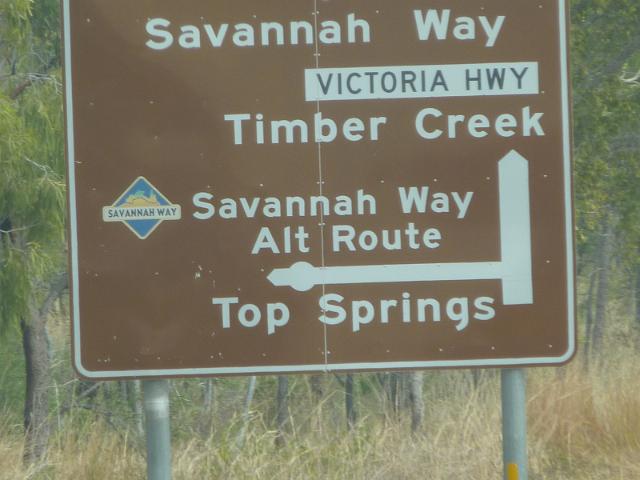 Savannah Way
VICTORIA HWY
Timber Creek
SAVANNAH WAY
Savannah Way
Alt Route
Top Springs